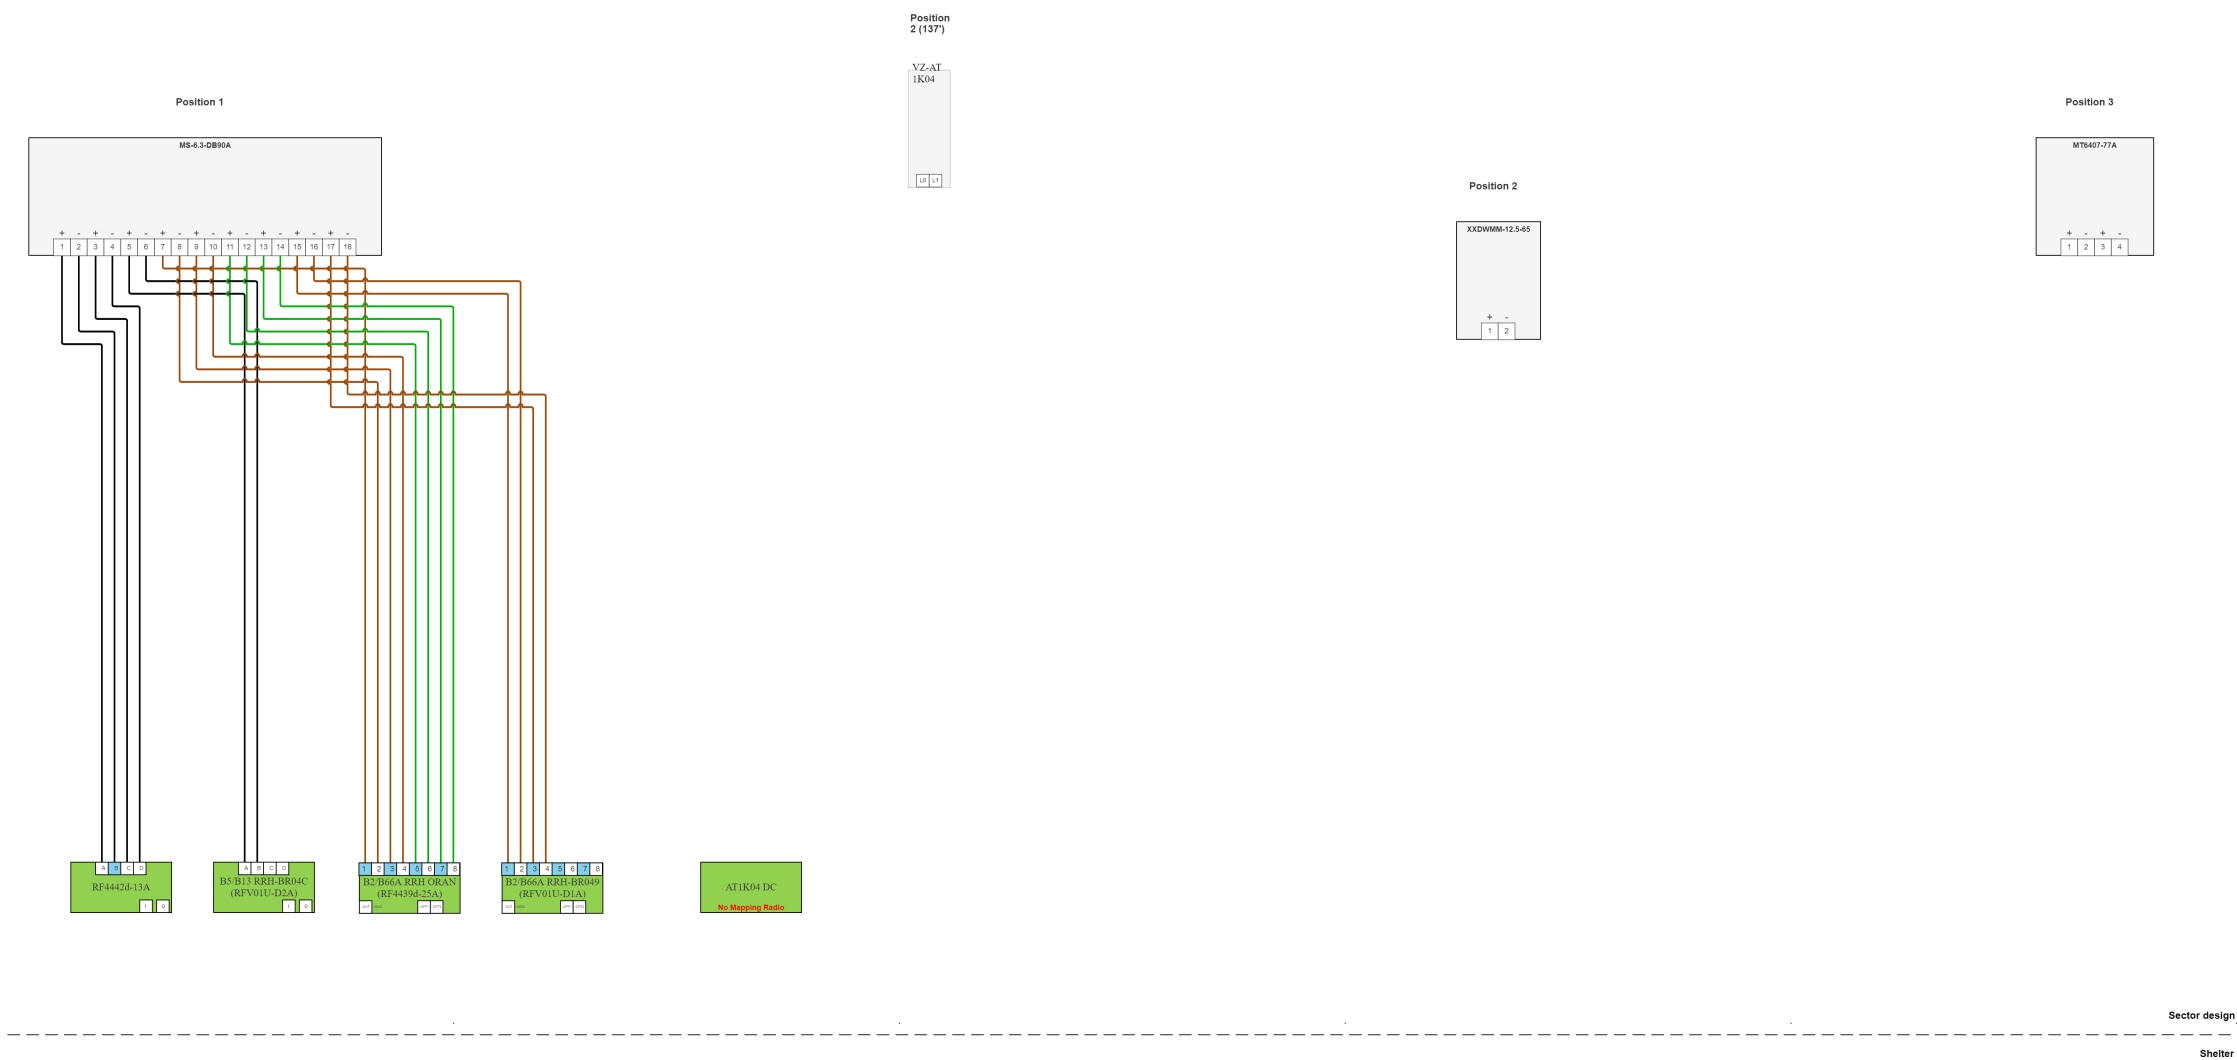 Position
2 (137')
VZ-AT
1K04
L0 L1
Position 1
MS-6.3-DB90A
+ - + - + - + - + - + - + - + - + -
1 2 3 4 5 6 7 8 9 10 11 12 13 14 15 16 17 18
Position 2
XXDWMM-12.5-65
+ -
1 2
Position 3
MT6407-77A
+ - + -
1 2 3 4
A B C D
RF4442d-13A
I 0
A B C D
B5/B13 RRH-BR04C
(RFV01U-D2A)
I 0
1 2 3 4 5 6 7 8
B2/B66A RRH ORAN
(RF4439d-25A)
1 2 3 4 5 6 7 8
B2/B66A RRH-BR049
(RFV01U-D1A)
AT1K04 DC
No Mapping Radio
Sector design
Shelter